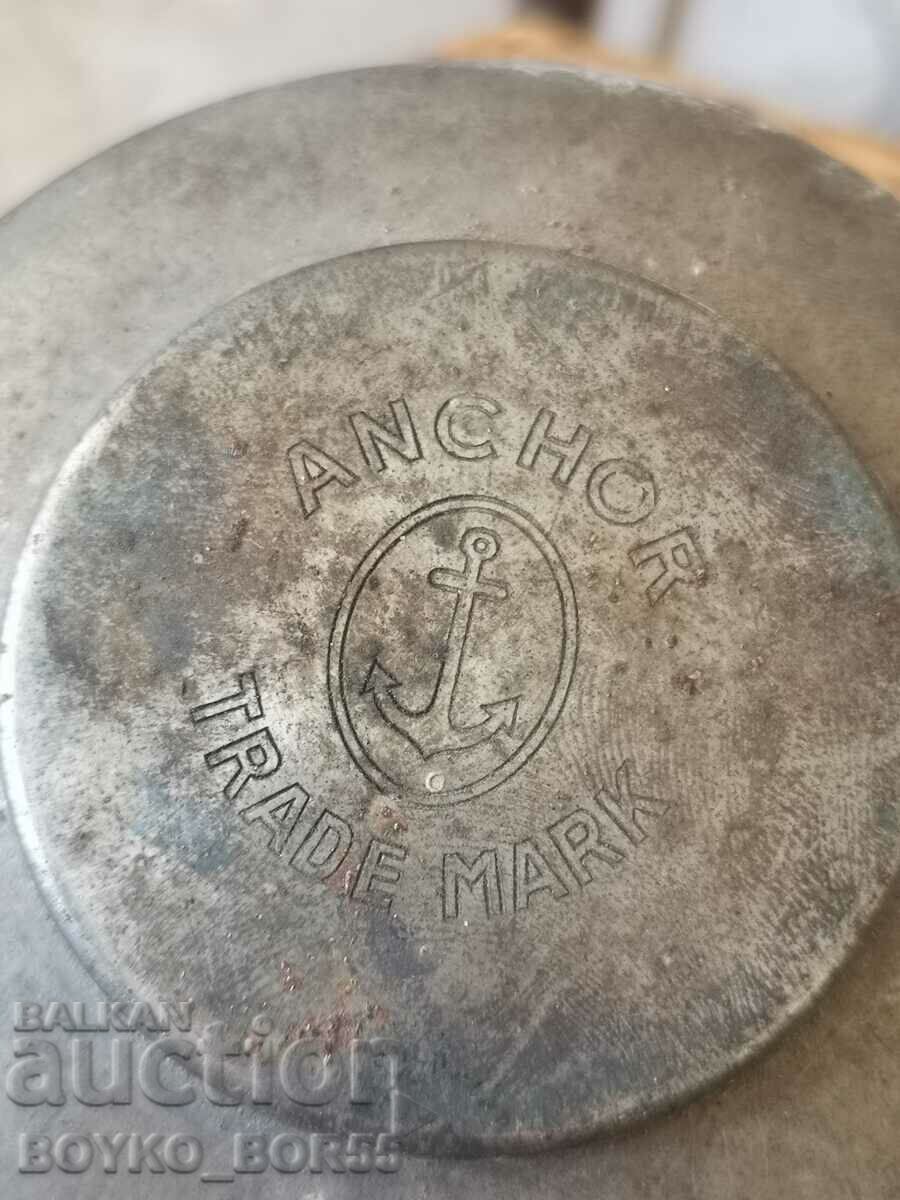 ANCHOR
TRADE MARK
BALKAN
auction
BOYKO_BOR55